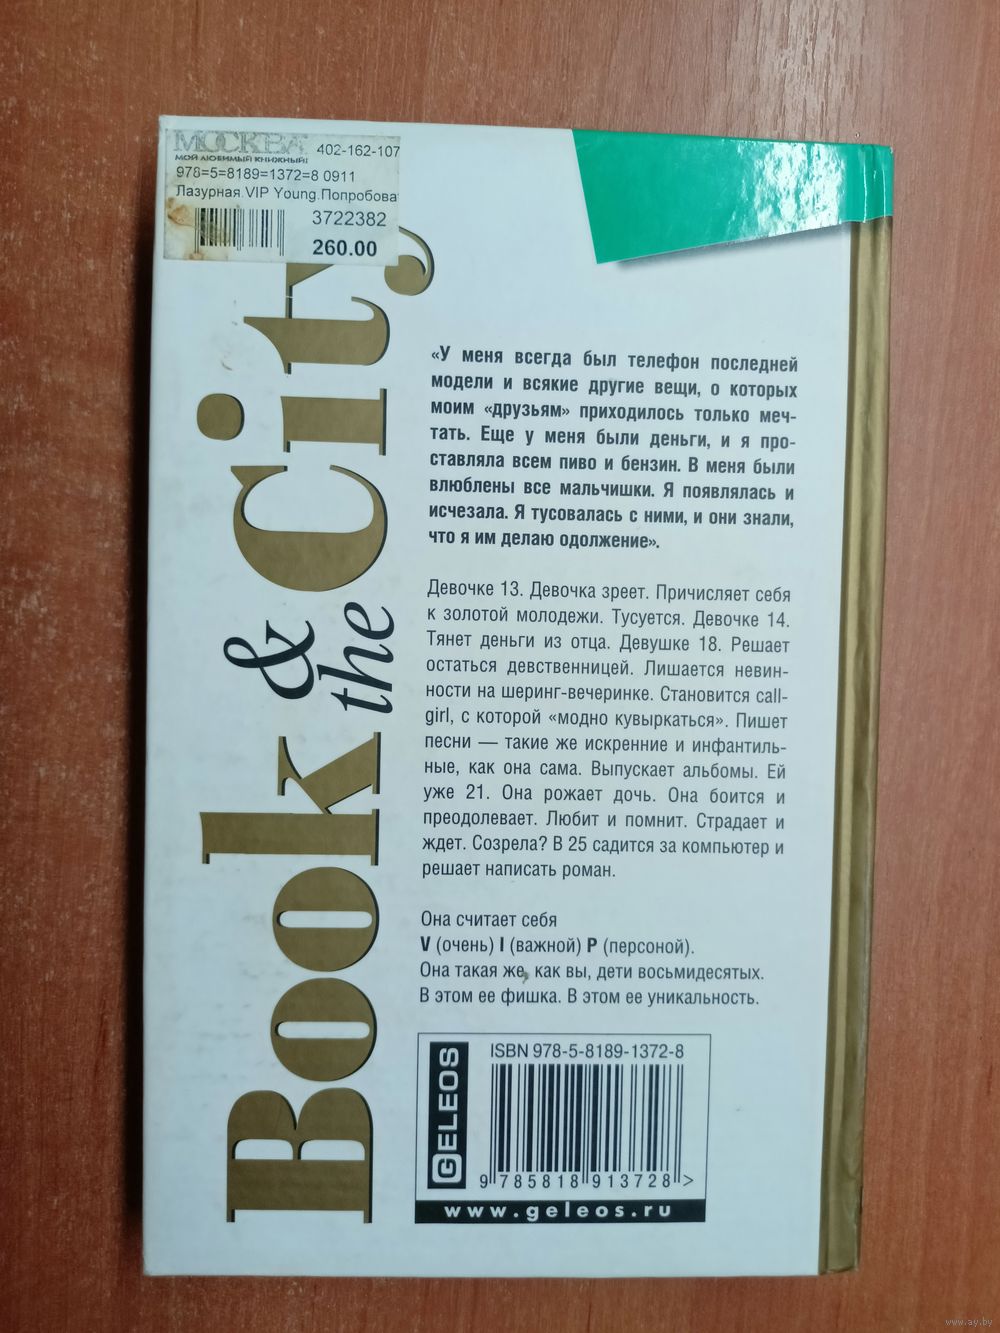 МОСКВА
МОЙ ЛЮБИМЫЙ КНИЖНЫЙ!
402-162-107
978=5=8189=1372=8 0911
Лазурная.VIP Young.Попробова
3722382
260.00
Book & the City
«У меня всегда был телефон последней
модели и всякие другие вещи, о которых
моим «друзьям» приходилось только меч-
тать. Еще у меня были деньги, и я про-
ставляла всем пиво и бензин. В меня были
влюблены все мальчишки. Я появлялась и
исчезала. Я тусовалась с ними, и они знали,
что я им делаю одолжение».
Девочке 13. Девочка зреет. Причисляет себя
к золотой молодежи. Тусуется. Девочке 14.
Тянет деньги из отца. Девушке 18. Решает
остаться девственницей. Лишается невин-
ности на шеринг-вечеринке. Становится call-
girl, с которой «модно кувыркаться». Пишет
песни — такие же искренние и инфантиль-
ные, как она сама. Выпускает альбомы. Ей
уже 21. Она рожает дочь. Она боится и
преодолевает. Любит и помнит. Страдает и
ждет. Созрела? В 25 садится за компьютер и
решает написать роман.
Она считает себя
V (очень) I (важной) P (персоной).
Она такая же, как вы, дети восьмидесятых.
В этом ее фишка. В этом ее уникальность.
GELEOS
ISBN 978-5-8189-1372-8
9 785818 913728 >
www.geleos.ru
www.ay.by